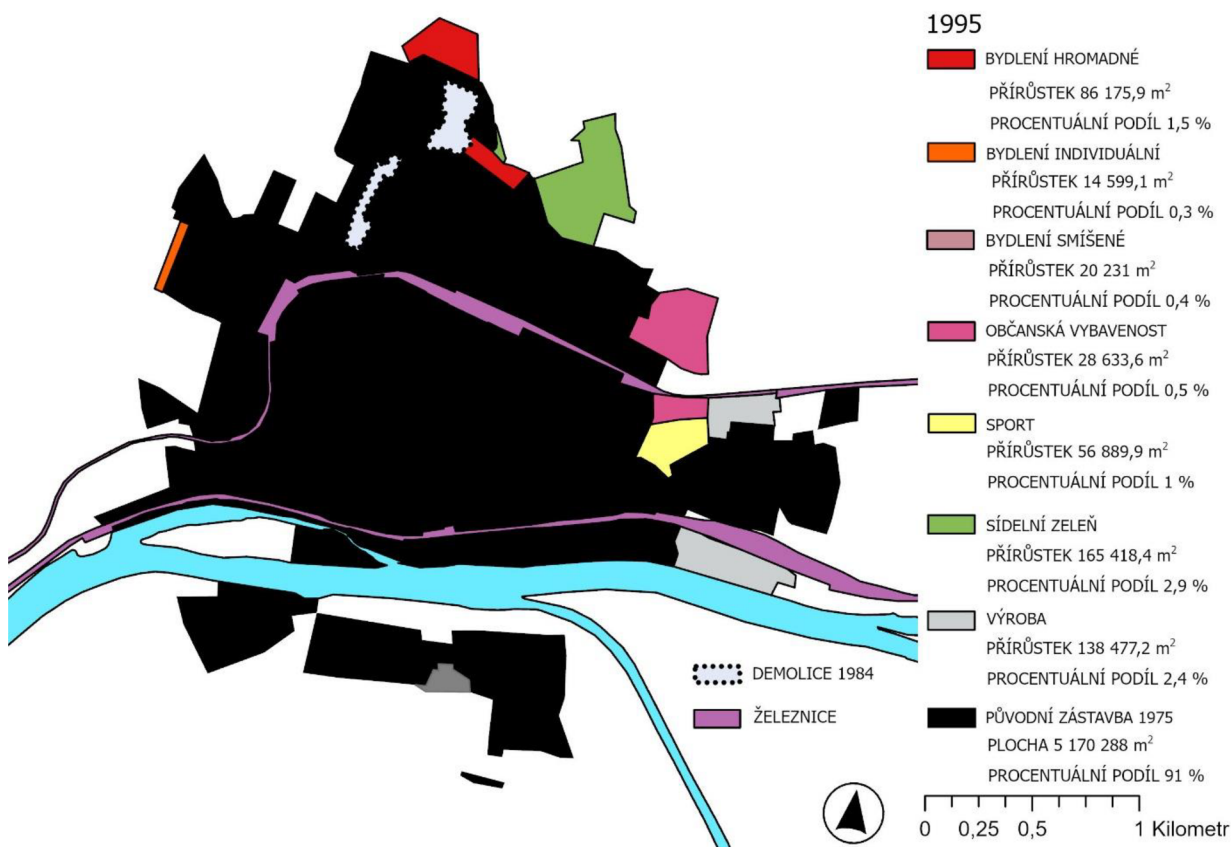 1995
BYDLENÍ HROMADNÉ
PŘÍRŮSTEK 86 175,9 m²
PROCENTUÁLNÍ PODÍL 1,5 %
BYDLENÍ INDIVIDUÁLNÍ
PŘÍRŮSTEK 14 599,1 m²
PROCENTUÁLNÍ PODÍL 0,3 %
BYDLENÍ SMÍŠENÉ
PŘÍRŮSTEK 20 231 m²
PROCENTUÁLNÍ PODÍL 0,4 %
OBČANSKÁ VYBAVENOST
PŘÍRŮSTEK 28 633,6 m²
PROCENTUÁLNÍ PODÍL 0,5 %
SPORT
PŘÍRŮSTEK 56 889,9 m²
PROCENTUÁLNÍ PODÍL 1 %
SÍDELNÍ ZELEŇ
PŘÍRŮSTEK 165 418,4 m²
PROCENTUÁLNÍ PODÍL 2,9 %
VÝROBA
PŘÍRŮSTEK 138 477,2 m²
PROCENTUÁLNÍ PODÍL 2,4 %
PŮVODNÍ ZÁSTAVBA 1975
PLOCHA 5 170 288 m²
PROCENTUÁLNÍ PODÍL 91 %
DEMOLICE 1984
ŽELEZNICE
0 0,25 0,5 1 Kilometr